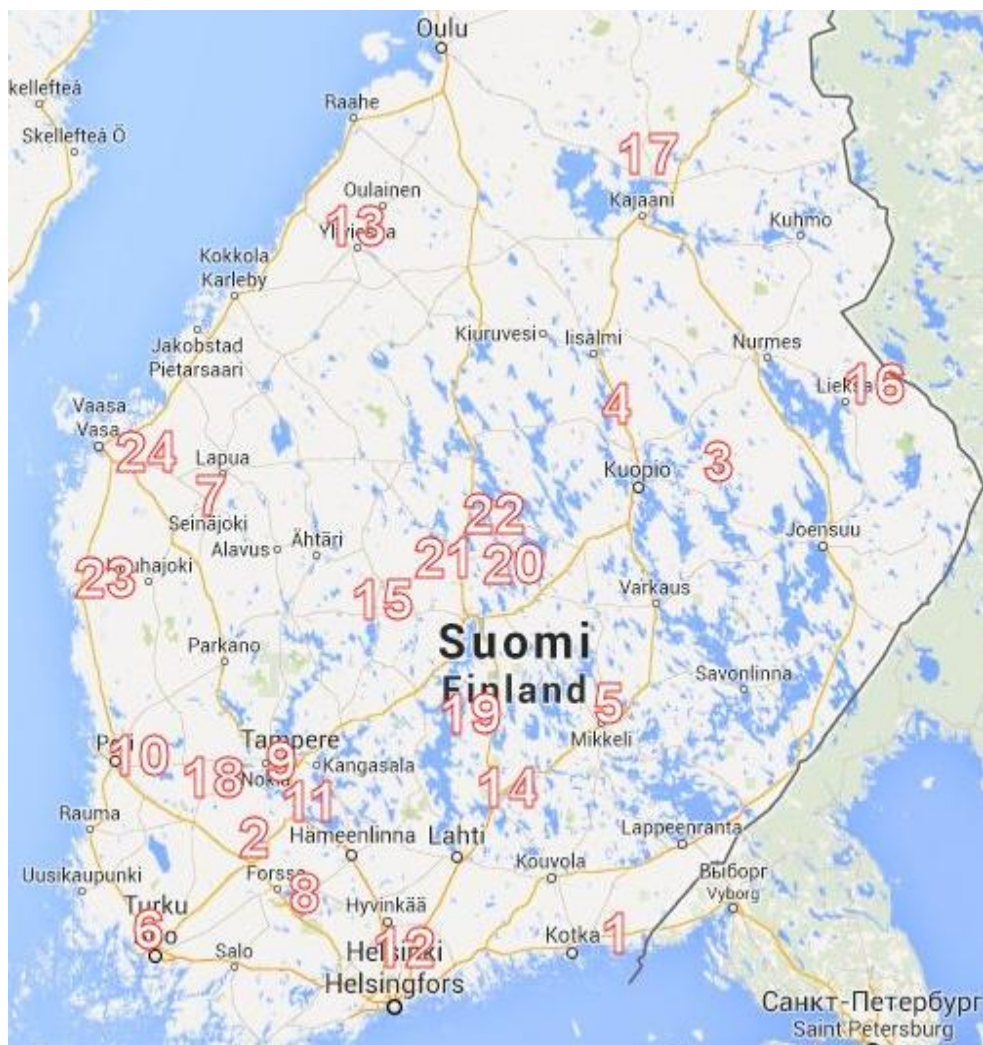 Oulu
kellefteå
Raahe
Skellefteå Ö
17
Oulainen
Kajaani
13
Kuhmo
Kokkola
Karleby
Kiuruvesi
Iisalmi
Nurmes
Jakobstad
Pietarsaari
Lieksa
16
Vaasa
Vasa
4
24
Lapua
Kuopio
3
7
22
Seinäjoki
Joensuu
Alavus
Ähtäri
21
20
23
15
Varkaus
Suomi
Finland
Parkano
Savonlinna
19
5
Mikkeli
Tampere
10
9
Kangasala
18
Nokia
14
11
Rauma
2
Hämeenlinna
Lahti
Lappeenranta
Kouvola
Выборг
Vyborg
Uusikaupunki
Forssa
8
Turku
Hyvinkää
6
1
Kotka
12
Salo
Helsinki
Helsingfors
Санкт-Петербург
Saint Petersburg